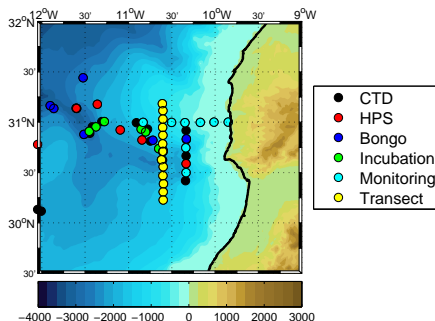 12°W 30' 11°W 30' 10°W 30' 9°W
32°N
30'
31°N
30'
30°N
30'
CTD
HPS
Bongo
Incubation
Monitoring
Transect
-4000 -3000 -2000 -1000 0 1000 2000 3000